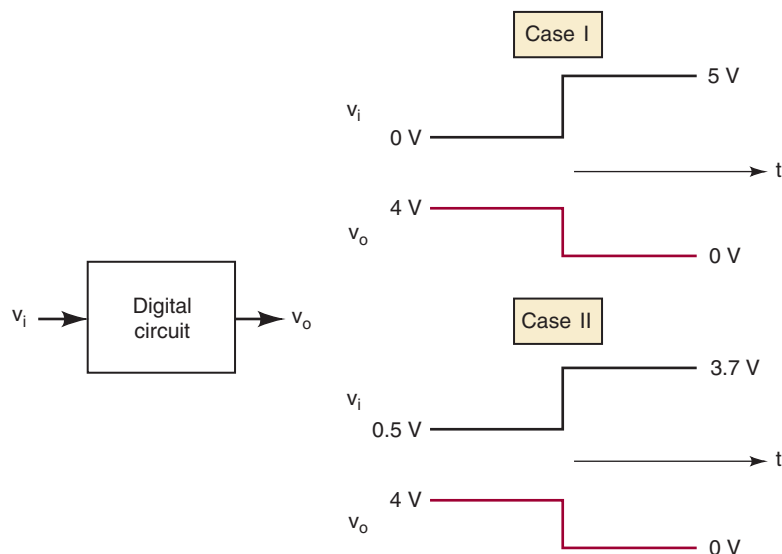 Case I
5 V
vi
0 V
t
4 V
vo
0 V
Digital
circuit
vi
vo
Case II
3.7 V
vi
0.5 V
t
4 V
vo
0 V